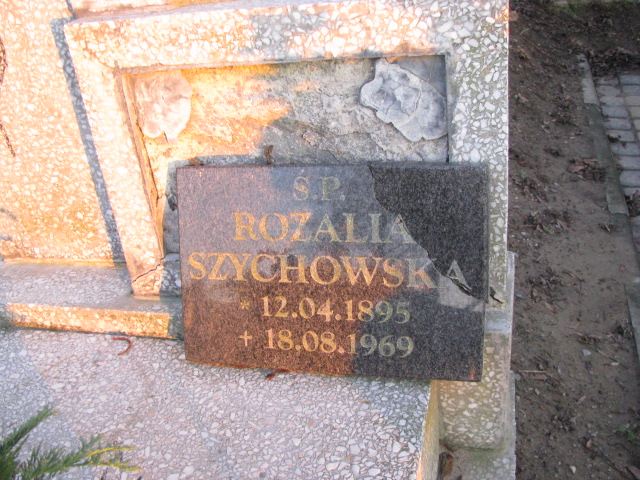 Ś.P.
ROZALIA
SZYCHOWSKA
* 12.04.1895
+ 18.08.1969